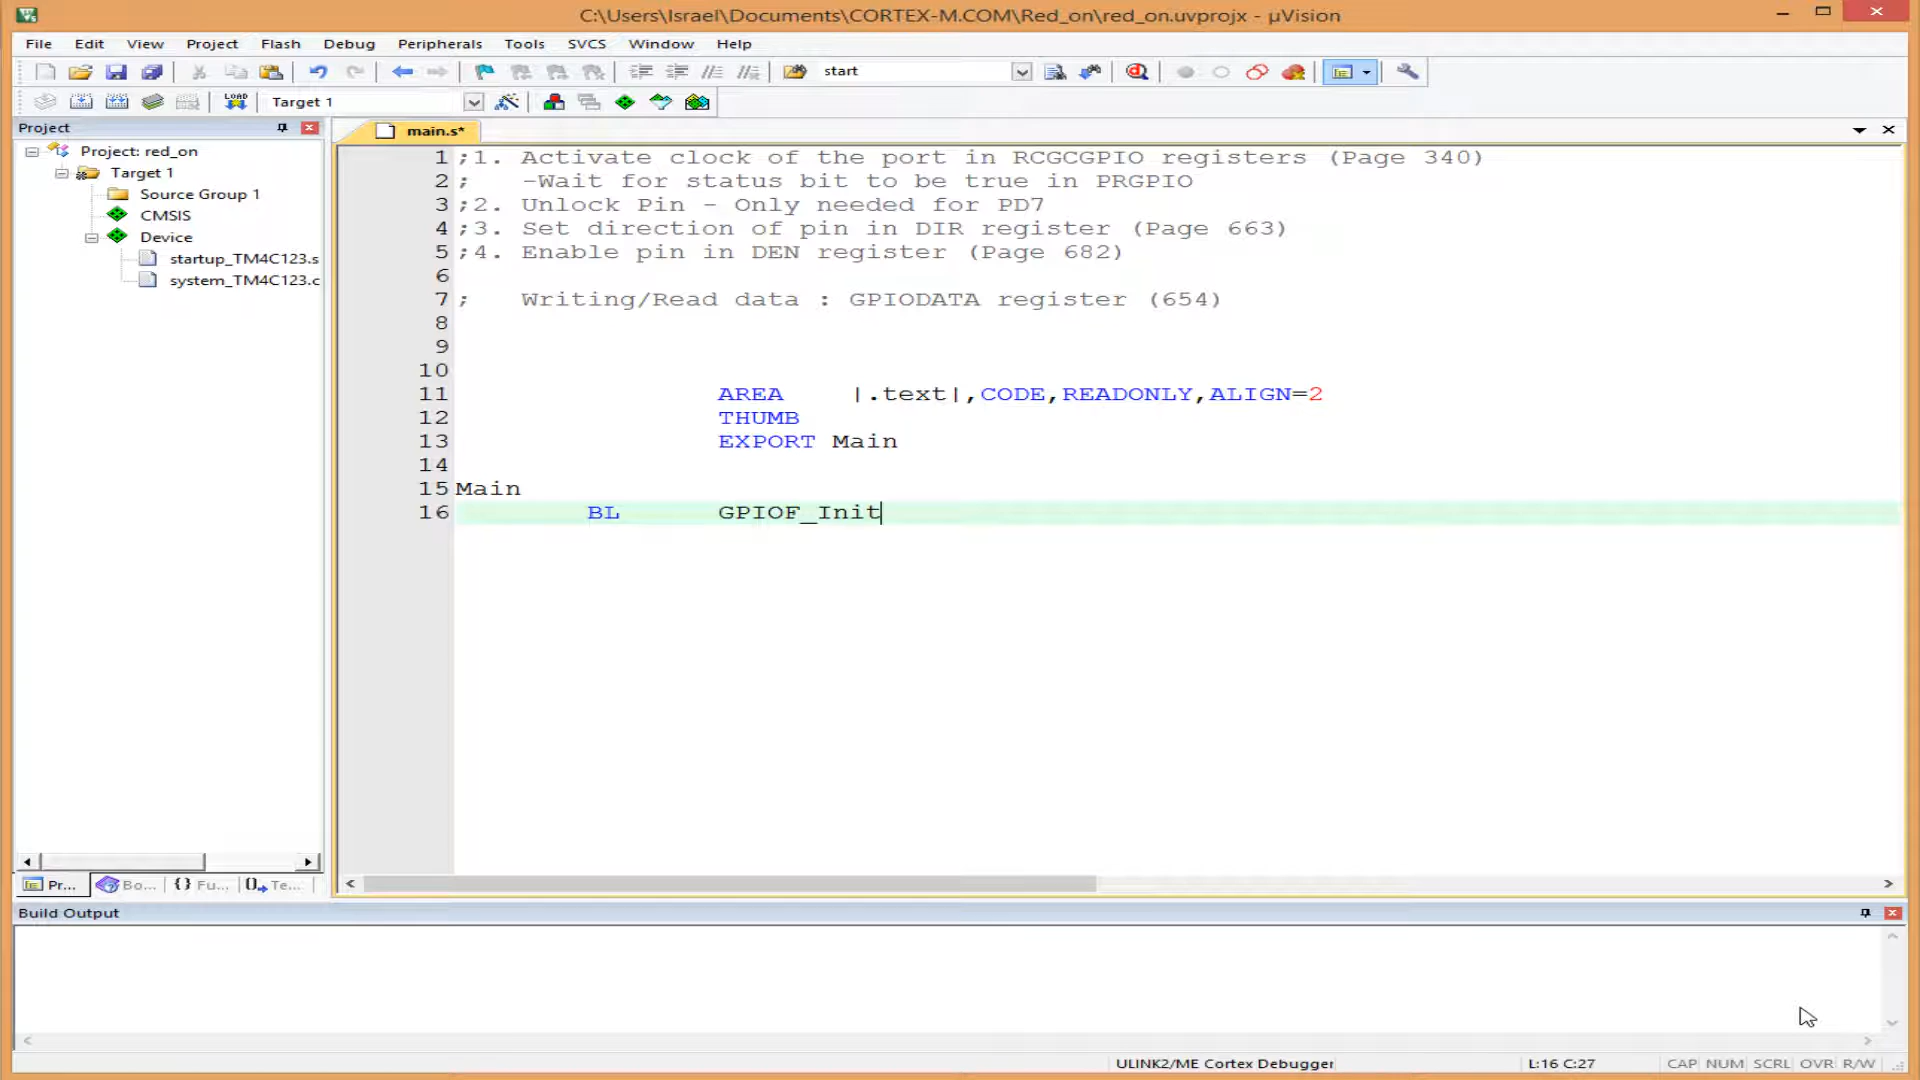 C:\Users\Israel\Documents\CORTEX-M.COM\Red_on\red_on.uvprojx - µVision
File Edit View Project Flash Debug Peripherals Tools SVCS Window Help
start
LOAD Target 1
Project
main.s*
Project: red_on
Target 1
Source Group 1
CMSIS
Device
startup_TM4C123.s
system_TM4C123.c
1 ;1. Activate clock of the port in RCGCGPIO registers (Page 340)
2 ;   -Wait for status bit to be true in PRGPIO
3 ;2. Unlock Pin - Only needed for PD7
4 ;3. Set direction of pin in DIR register (Page 663)
5 ;4. Enable pin in DEN register (Page 682)
6
7 ;   Writing/Read data : GPIODATA register (654)
8
9
10
11 AREA |.text|,CODE,READONLY,ALIGN=2
12 THUMB
13 EXPORT Main
14
15 Main
16 BL GPIOF_Init
Pr... Bo... {} Fu... 0→ Te...
Build Output
ULINK2/ME Cortex Debugger L:16 C:27 CAP NUM SCRL OVR R/W